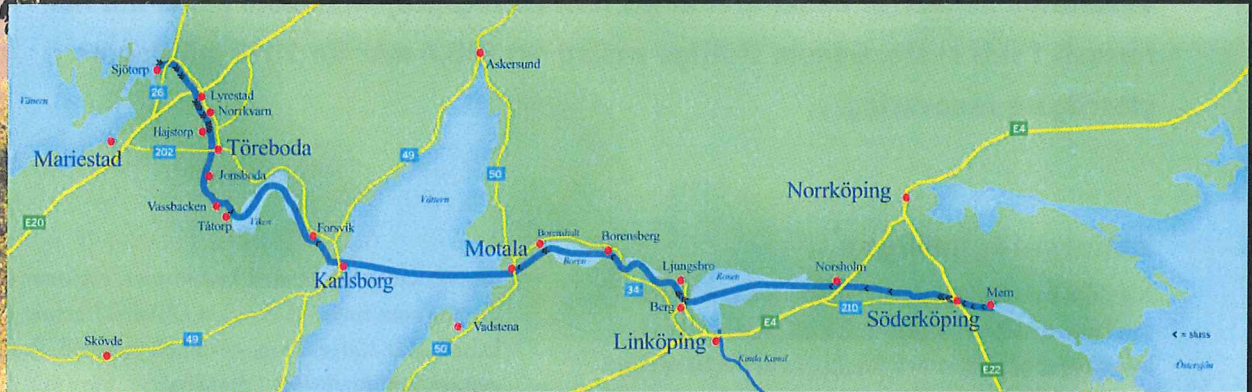 Askersund
Sjötorp
26
Vänern
Lyrestad
Norrkvarn
Hajstorp
E4
Mariestad
202
Töreboda
49
50
Jonsboda
Norrköping
Vättern
Vassbacken
E20
Tåtorp
Viken
Forsvik
Borenshult
Borensberg
Motala
Boren
Ljungsbro
Roxen
Norsholm
Karlsborg
34
Mem
Berg
E4
210
Söderköping
Vadstena
< = sluss
Skövde
49
50
Linköping
Kinda Kanal
E22
Östersjön